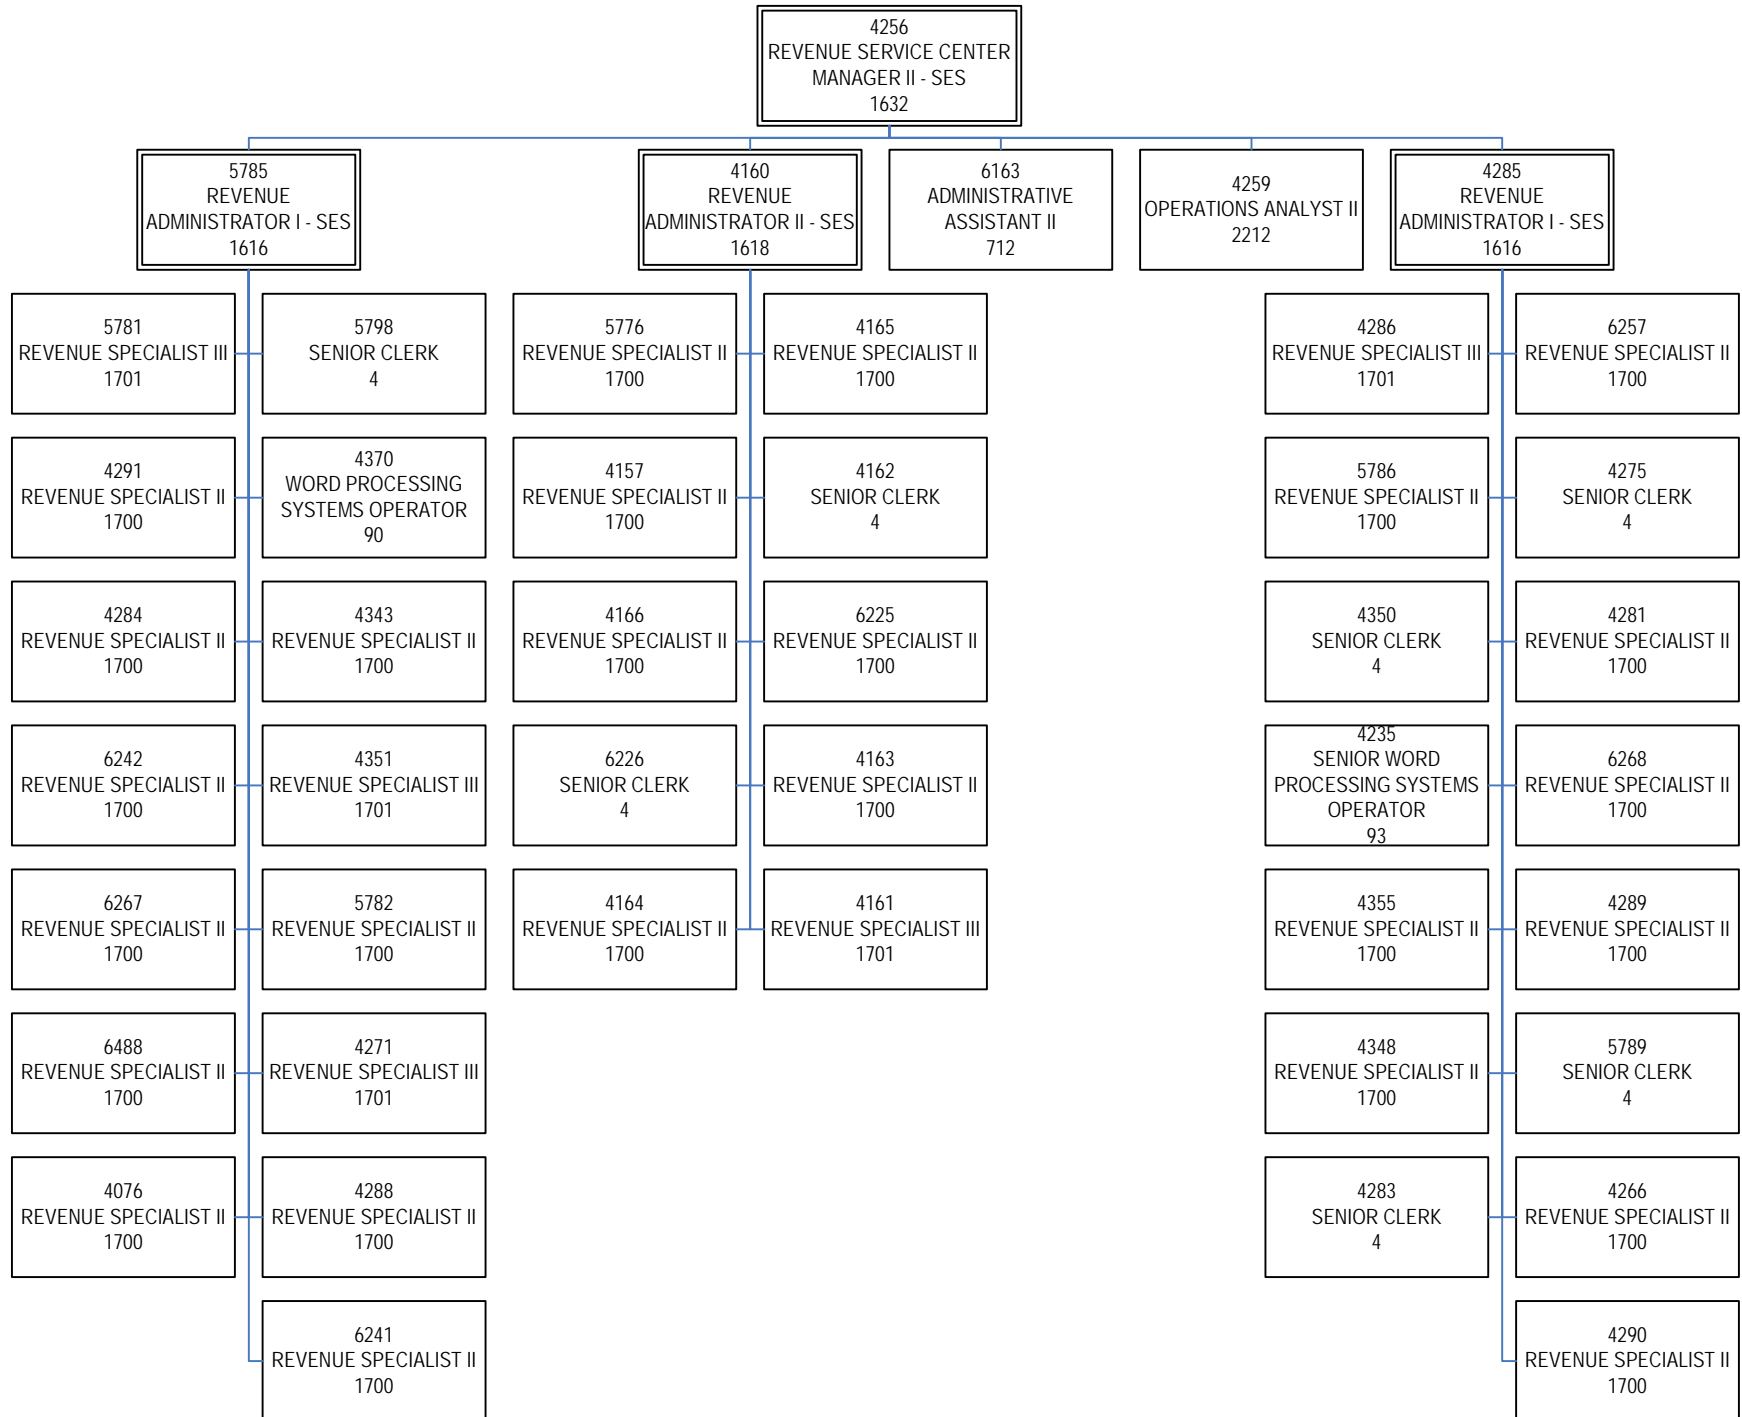 4256
REVENUE SERVICE CENTER
MANAGER II - SES
1632
5785
REVENUE
ADMINISTRATOR I - SES
1616
4160
REVENUE
ADMINISTRATOR II - SES
1618
6163
ADMINISTRATIVE
ASSISTANT II
712
4259
OPERATIONS ANALYST II
2212
4285
REVENUE
ADMINISTRATOR I - SES
1616
5781
REVENUE SPECIALIST III
1701
5798
SENIOR CLERK
4
5776
REVENUE SPECIALIST II
1700
4165
REVENUE SPECIALIST II
1700
4286
REVENUE SPECIALIST III
1701
6257
REVENUE SPECIALIST II
1700
4291
REVENUE SPECIALIST II
1700
4370
WORD PROCESSING
SYSTEMS OPERATOR
90
4157
REVENUE SPECIALIST II
1700
4162
SENIOR CLERK
4
5786
REVENUE SPECIALIST II
1700
4275
SENIOR CLERK
4
4284
REVENUE SPECIALIST II
1700
4343
REVENUE SPECIALIST II
1700
4166
REVENUE SPECIALIST II
1700
6225
REVENUE SPECIALIST II
1700
4350
SENIOR CLERK
4
4281
REVENUE SPECIALIST II
1700
6242
REVENUE SPECIALIST II
1700
4351
REVENUE SPECIALIST III
1701
6226
SENIOR CLERK
4
4163
REVENUE SPECIALIST II
1700
4235
SENIOR WORD
PROCESSING SYSTEMS
OPERATOR
93
6268
REVENUE SPECIALIST II
1700
6267
REVENUE SPECIALIST II
1700
5782
REVENUE SPECIALIST II
1700
4164
REVENUE SPECIALIST II
1700
4161
REVENUE SPECIALIST III
1701
4355
REVENUE SPECIALIST II
1700
4289
REVENUE SPECIALIST II
1700
6488
REVENUE SPECIALIST II
1700
4271
REVENUE SPECIALIST III
1701
4348
REVENUE SPECIALIST II
1700
5789
SENIOR CLERK
4
4076
REVENUE SPECIALIST II
1700
4288
REVENUE SPECIALIST II
1700
4283
SENIOR CLERK
4
4266
REVENUE SPECIALIST II
1700
6241
REVENUE SPECIALIST II
1700
4290
REVENUE SPECIALIST II
1700